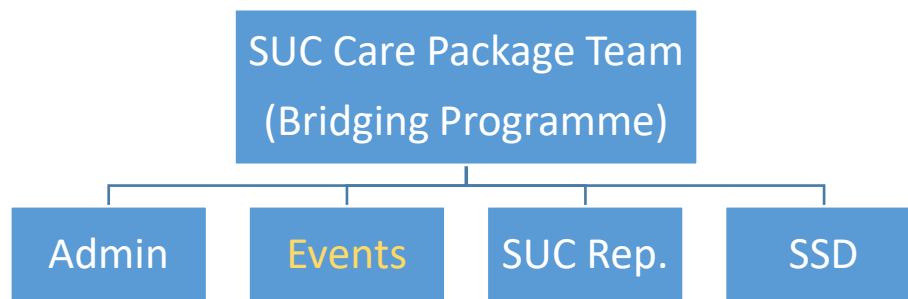 SUC Care Package Team
(Bridging Programme)
Admin
Events
SUC Rep.
SSD